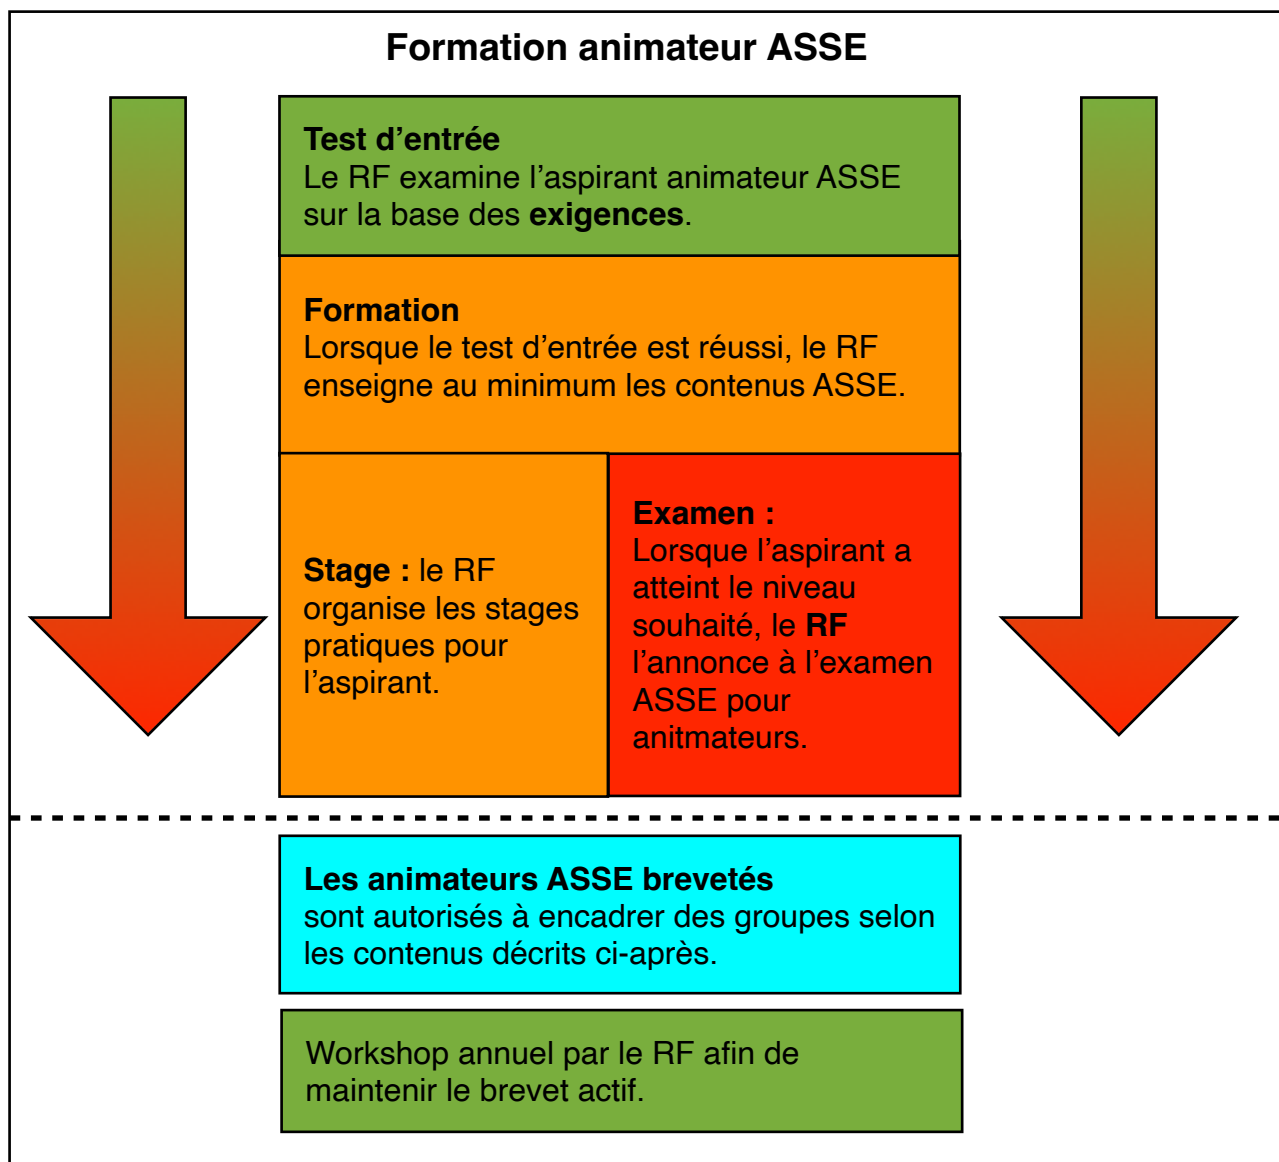 Formation animateur ASSE
Test d’entrée
Le RF examine l’aspirant animateur ASSE
sur la base des exigences.
Formation
Lorsque le test d’entrée est réussi, le RF
enseigne au minimum les contenus ASSE.
Stage : le RF
organise les stages
pratiques pour
l’aspirant.
Examen :
Lorsque l’aspirant a
atteint le niveau
souhaité, le RF
l’annonce à l’examen
ASSE pour
anitmateurs.
Les animateurs ASSE brevetés
sont autorisés à encadrer des groupes selon
les contenus décrits ci-après.
Workshop annuel par le RF afin de
maintenir le brevet actif.